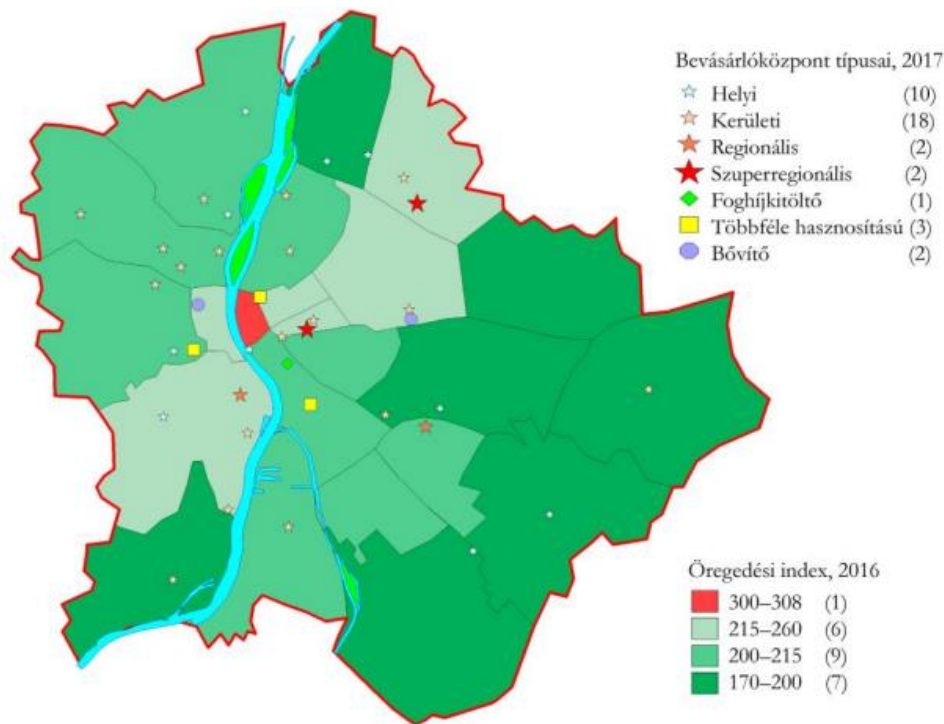 Bevásárlóközpont típusai, 2017
Helyi (10)
Kerületi (18)
Regionális (2)
Szuperregionális (2)
Foghíjkitöltő (1)
Többféle hasznosítású (3)
Bővítő (2)
Öregedési index, 2016
300–308 (1)
215–260 (6)
200–215 (9)
170–200 (7)